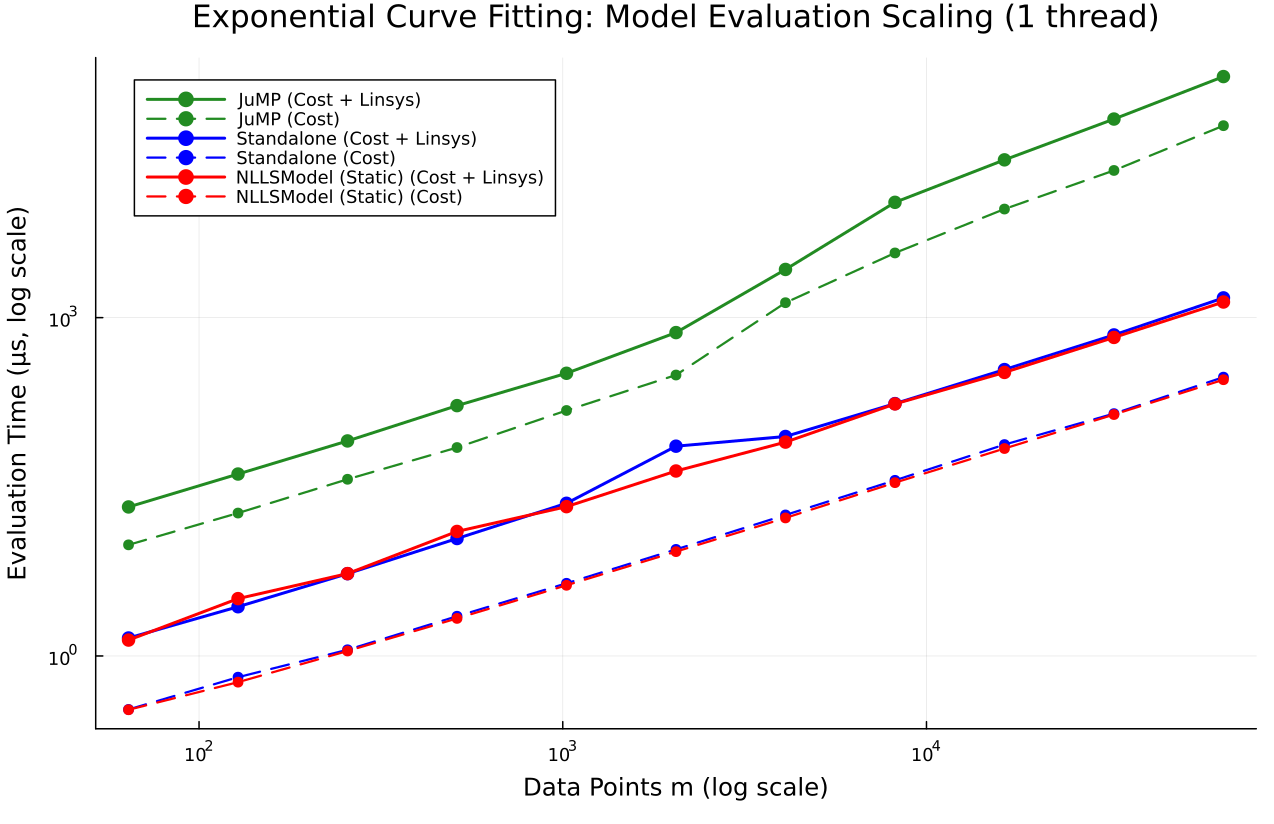 Exponential Curve Fitting: Model Evaluation Scaling (1 thread)
JuMP (Cost + Linsys)
JuMP (Cost)
Standalone (Cost + Linsys)
Standalone (Cost)
NLLSModel (Static) (Cost + Linsys)
NLLSModel (Static) (Cost)
Evaluation Time (μs, log scale)
10³
10⁰
10² 10³ 10⁴
Data Points m (log scale)